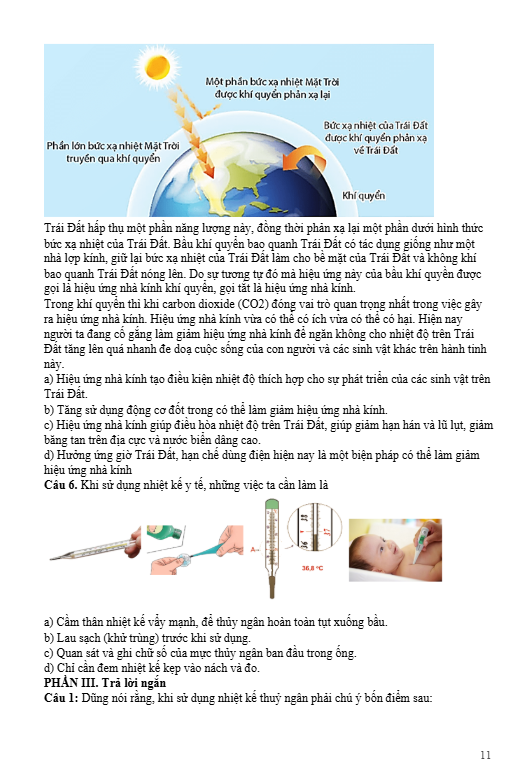 Một phần bức xạ nhiệt Mặt Trời
được khí quyển phản xạ lại
Bức xạ nhiệt của Trái Đất
được khí quyển phản xạ
về Trái Đất
Phần lớn bức xạ nhiệt Mặt Trời
truyền qua khí quyển
Khí quyển
Trái Đất hấp thụ một phần năng lượng này, đồng thời phản xạ lại một phần dưới hình thức
bức xạ nhiệt của Trái Đất. Bầu khí quyển bao quanh Trái Đất có tác dụng giống như một
nhà lợp kính, giữ lại bức xạ nhiệt của Trái Đất làm cho bề mặt của Trái Đất và không khí
bao quanh Trái Đất nóng lên. Do sự tương tự đó mà hiệu ứng này của bầu khí quyển được
gọi là hiệu ứng nhà kính khí quyển, gọi tắt là hiệu ứng nhà kính.
Trong khí quyển thì khí carbon dioxide (CO2) đóng vai trò quan trọng nhất trong việc gây
ra hiệu ứng nhà kính. Hiệu ứng nhà kính vừa có thể có ích vừa có thể có hại. Hiện nay
người ta đang cố gắng làm giảm hiệu ứng nhà kính để ngăn không cho nhiệt độ trên Trái
Đất tăng lên quá nhanh đe doạ cuộc sống của con người và các sinh vật khác trên hành tinh
này.
a) Hiệu ứng nhà kính tạo điều kiện nhiệt độ thích hợp cho sự phát triển của các sinh vật trên
Trái Đất.
b) Tăng sử dụng động cơ đốt trong có thể làm giảm hiệu ứng nhà kính.
c) Hiệu ứng nhà kính giúp điều hòa nhiệt độ trên Trái Đất, giúp giảm hạn hán và lũ lụt, giảm
băng tan trên địa cực và nước biển dâng cao.
d) Hưởng ứng giờ Trái Đất, hạn chế dùng điện hiện nay là một biện pháp có thể làm giảm
hiệu ứng nhà kính
Câu 6. Khi sử dụng nhiệt kế y tế, những việc ta cần làm là
A
38
37
36
36,8 °C
a) Cầm thân nhiệt kế vẩy mạnh, để thủy ngân hoàn toàn tụt xuống bầu.
b) Lau sạch (khử trùng) trước khi sử dụng.
c) Quan sát và ghi chữ số của mực thủy ngân ban đầu trong ống.
d) Chỉ cần đem nhiệt kế kẹp vào nách và đo.
PHẦN III. Trả lời ngắn
Câu 1: Dũng nói rằng, khi sử dụng nhiệt kế thuỷ ngân phải chú ý bốn điểm sau:
11